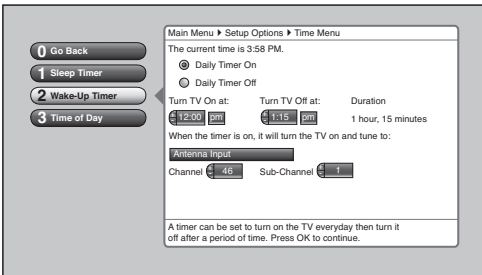 Main Menu ▶ Setup Options ▶ Time Menu
0 Go Back
1 Sleep Timer
2 Wake-Up Timer
3 Time of Day
The current time is 3:58 PM.
Daily Timer On
Daily Timer Off
Turn TV On at: Turn TV Off at: Duration
12:00 pm 1:15 pm 1 hour, 15 minutes
When the timer is on, it will turn the TV on and tune to:
Antenna Input
Channel 46 Sub-Channel 1
A timer can be set to turn on the TV everyday then turn it
off after a period of time. Press OK to continue.